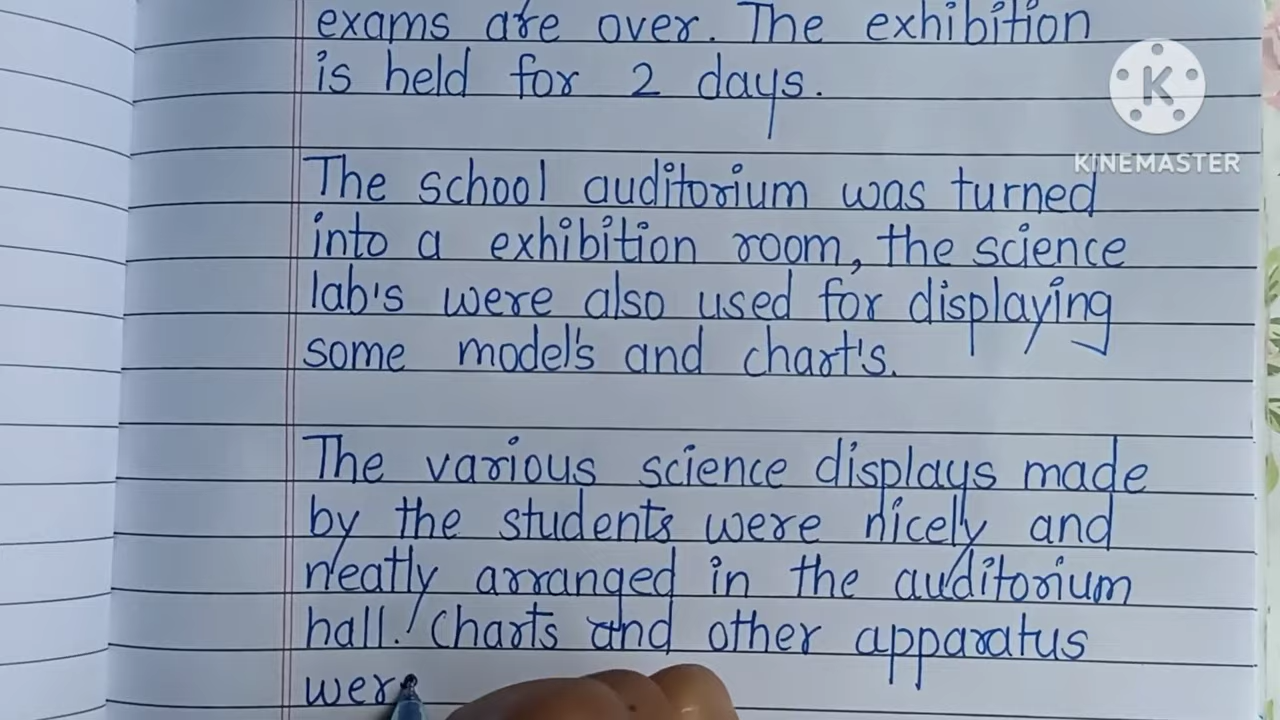 exams are over. The exhibition
is held for 2 days.
K
KINEMASTER
The school auditorium was turned
into a exhibition room, the science
lab's were also used for displaying
some model's and chart's.
The various science displays made
by the students were nicely and
neatly arranged in the auditorium
hall. Charts and other apparatus
wer